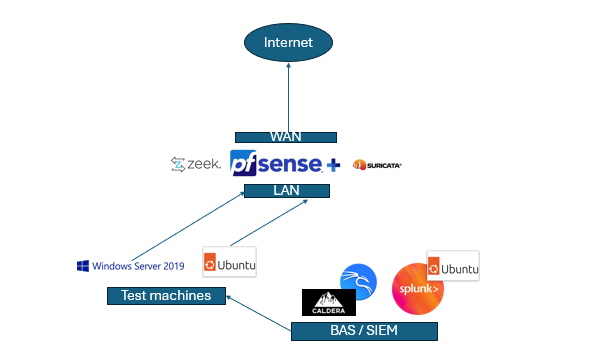 Internet
WAN
zeek.
pfsense +
SURICATA
LAN
Windows Server 2019
Ubuntu
Test machines
CALDERA
splunk>
Ubuntu
BAS / SIEM